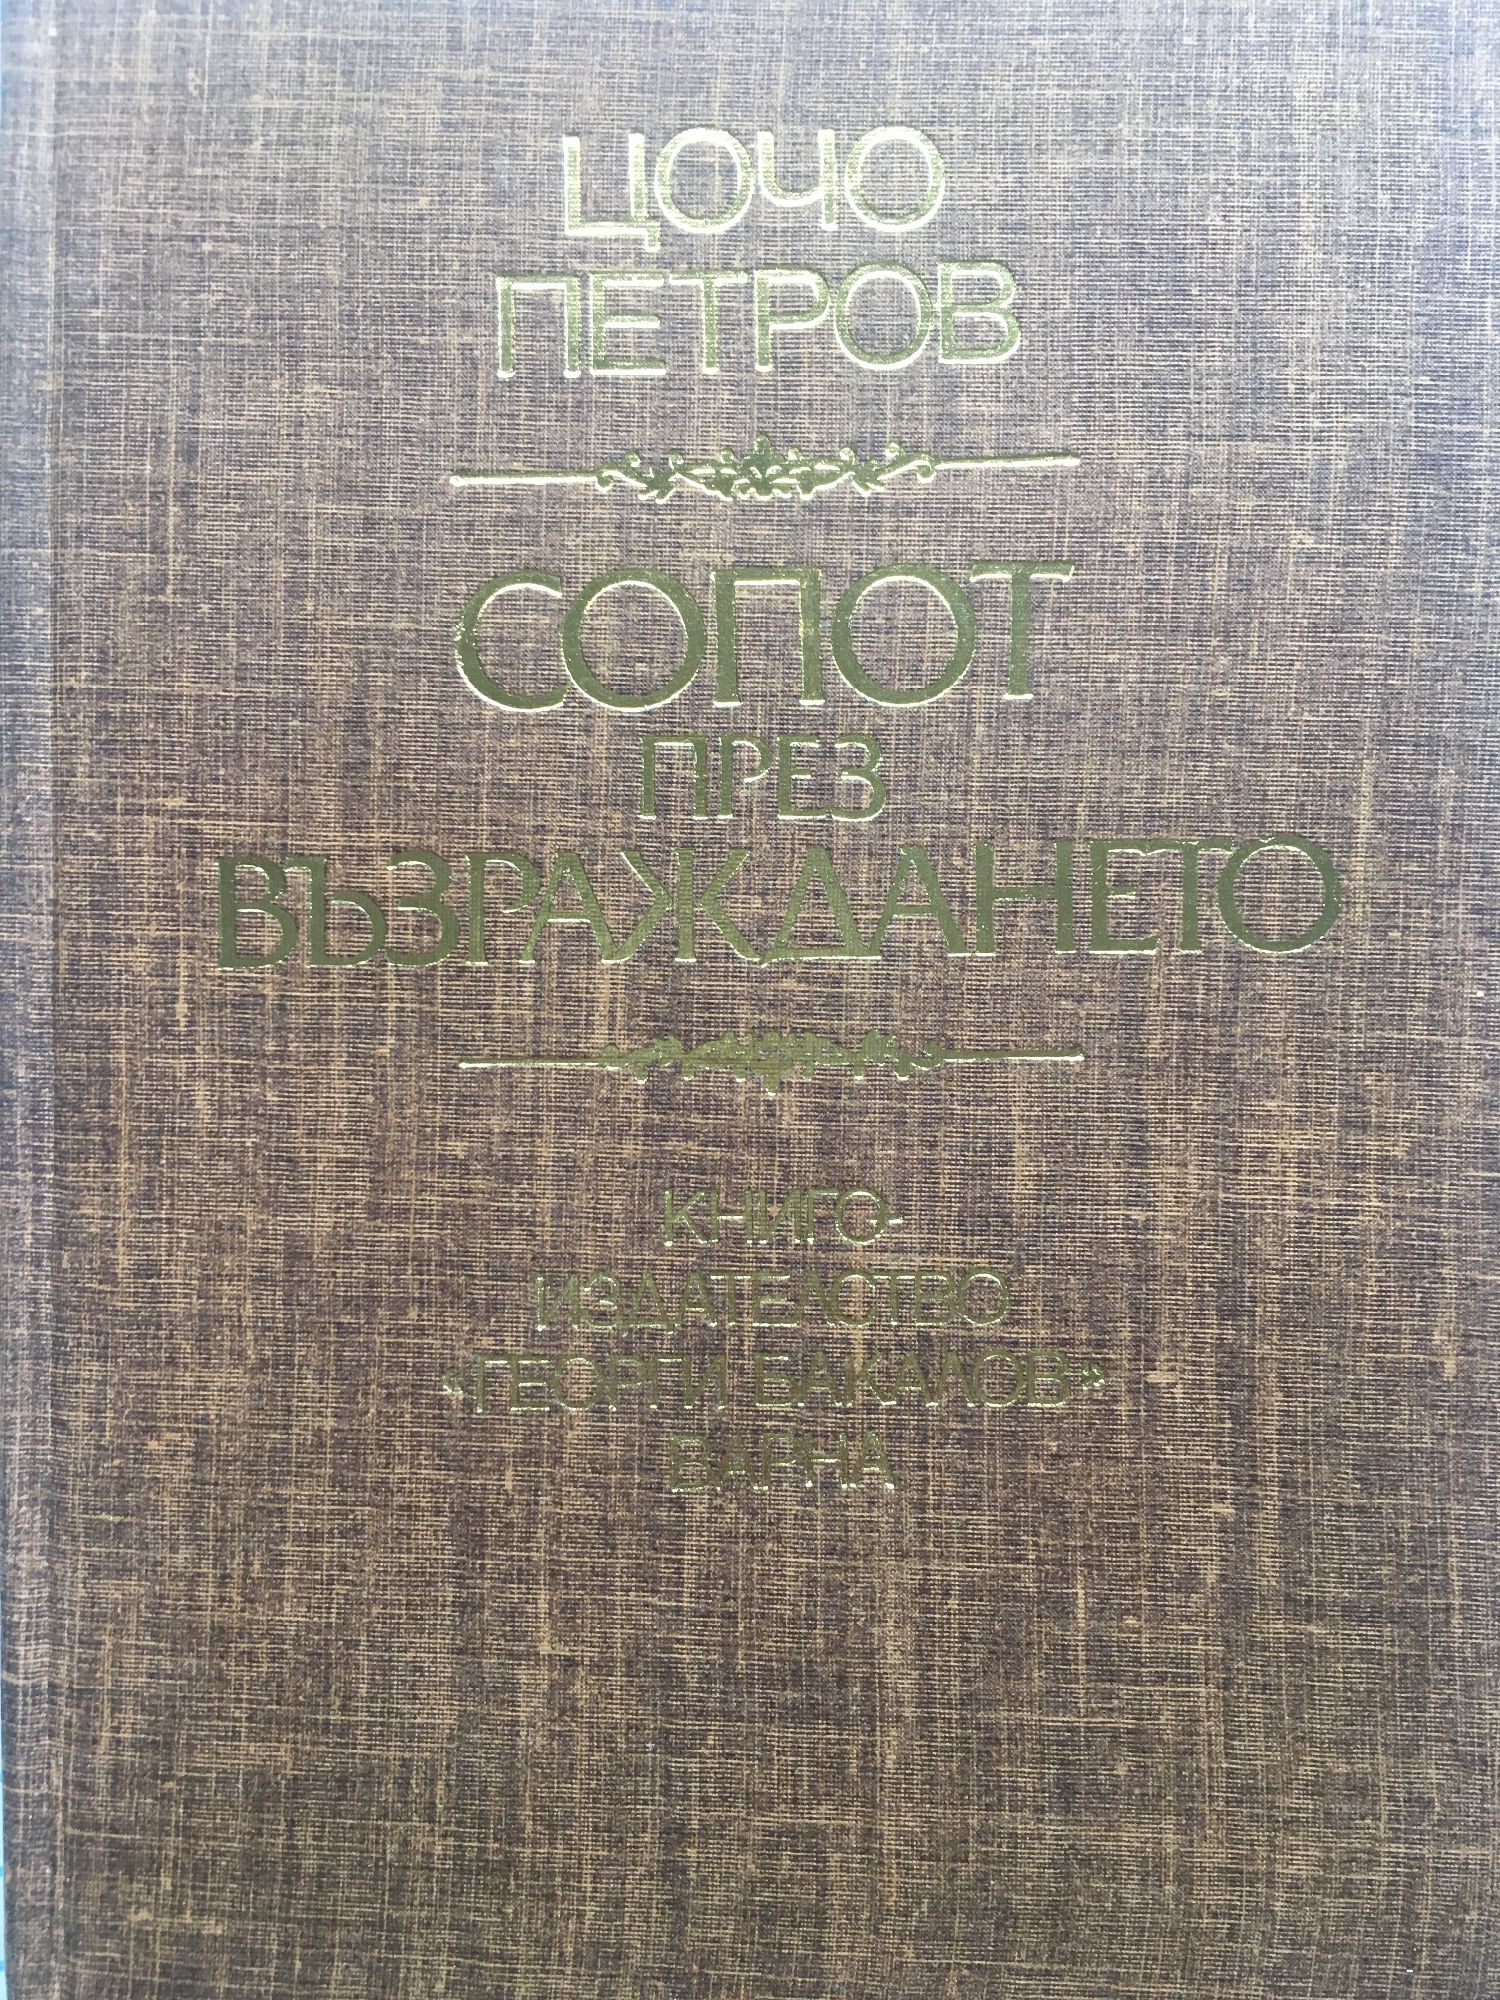 ЦОЧО
ПЕТРОВ
СОПОТ
ПРЕЗ
ВЪЗРАЖДАНЕТО
КНИГО-
ИЗДАТЕЛСТВО
«ГЕОРГИ БАКАЛОВ»
ВАРНА